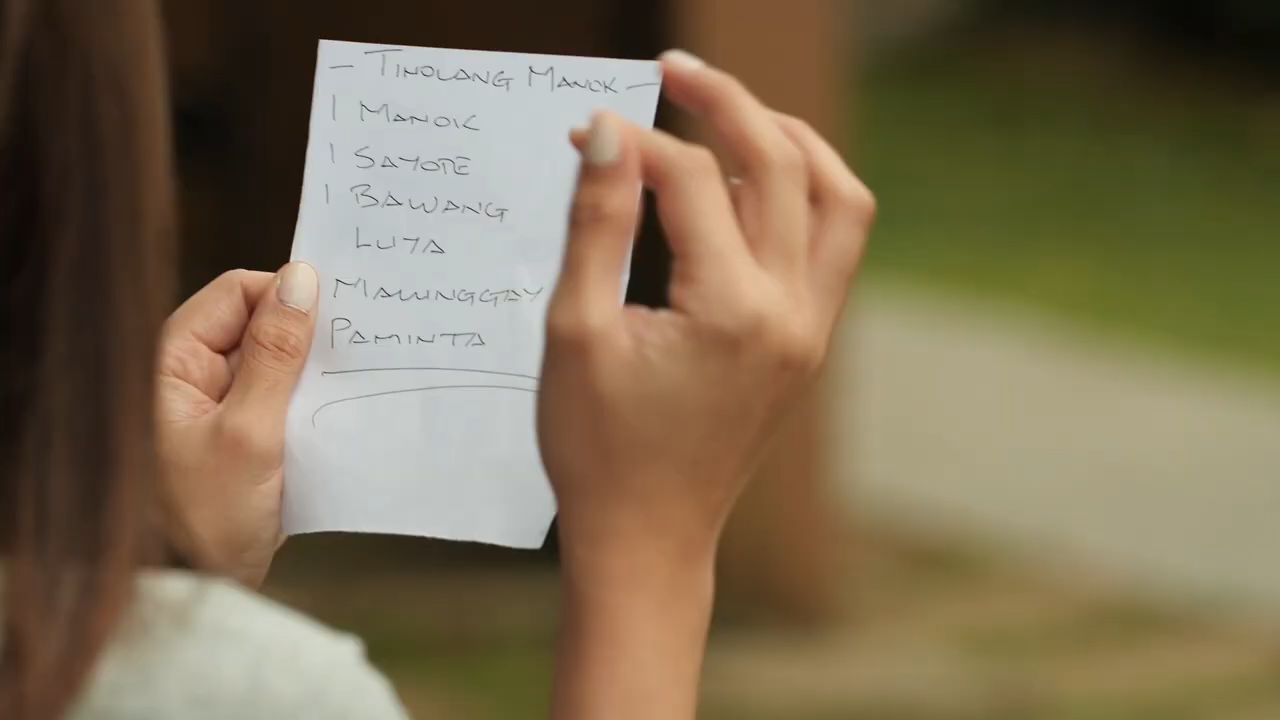 - TINOLANG MANOK -
1 MANOK
1 SAYOTE
1 BAWANG
LUYA
MALUNGGAY
PAMINTA